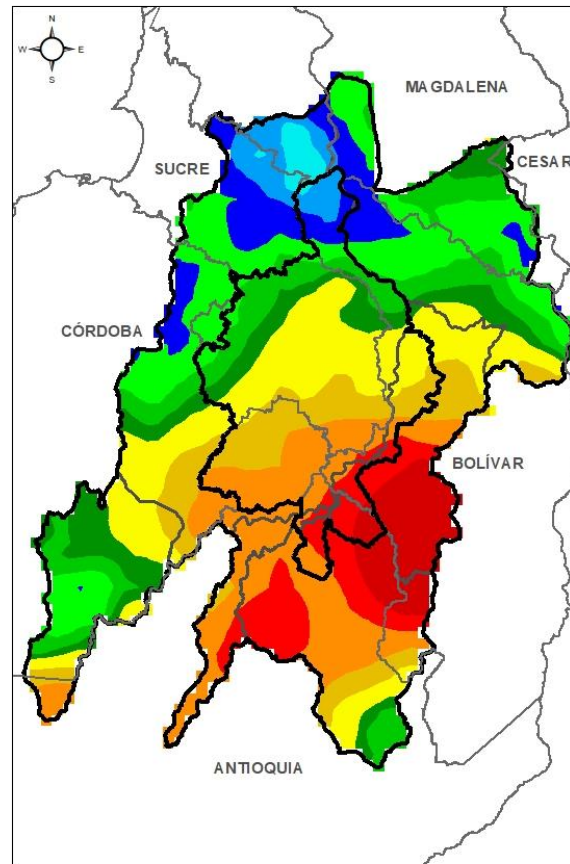 N
W E
S
MAGDALENA
CESAR
SUCRE
CÓRDOBA
BOLÍVAR
ANTIOQUIA